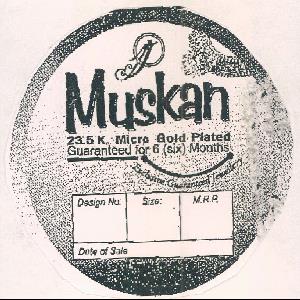 Muskan
23.5 K. Micro Gold Plated
Guaranteed for 6 (six) Months
Design No.
Size:
M.R.P.
Date of Sale